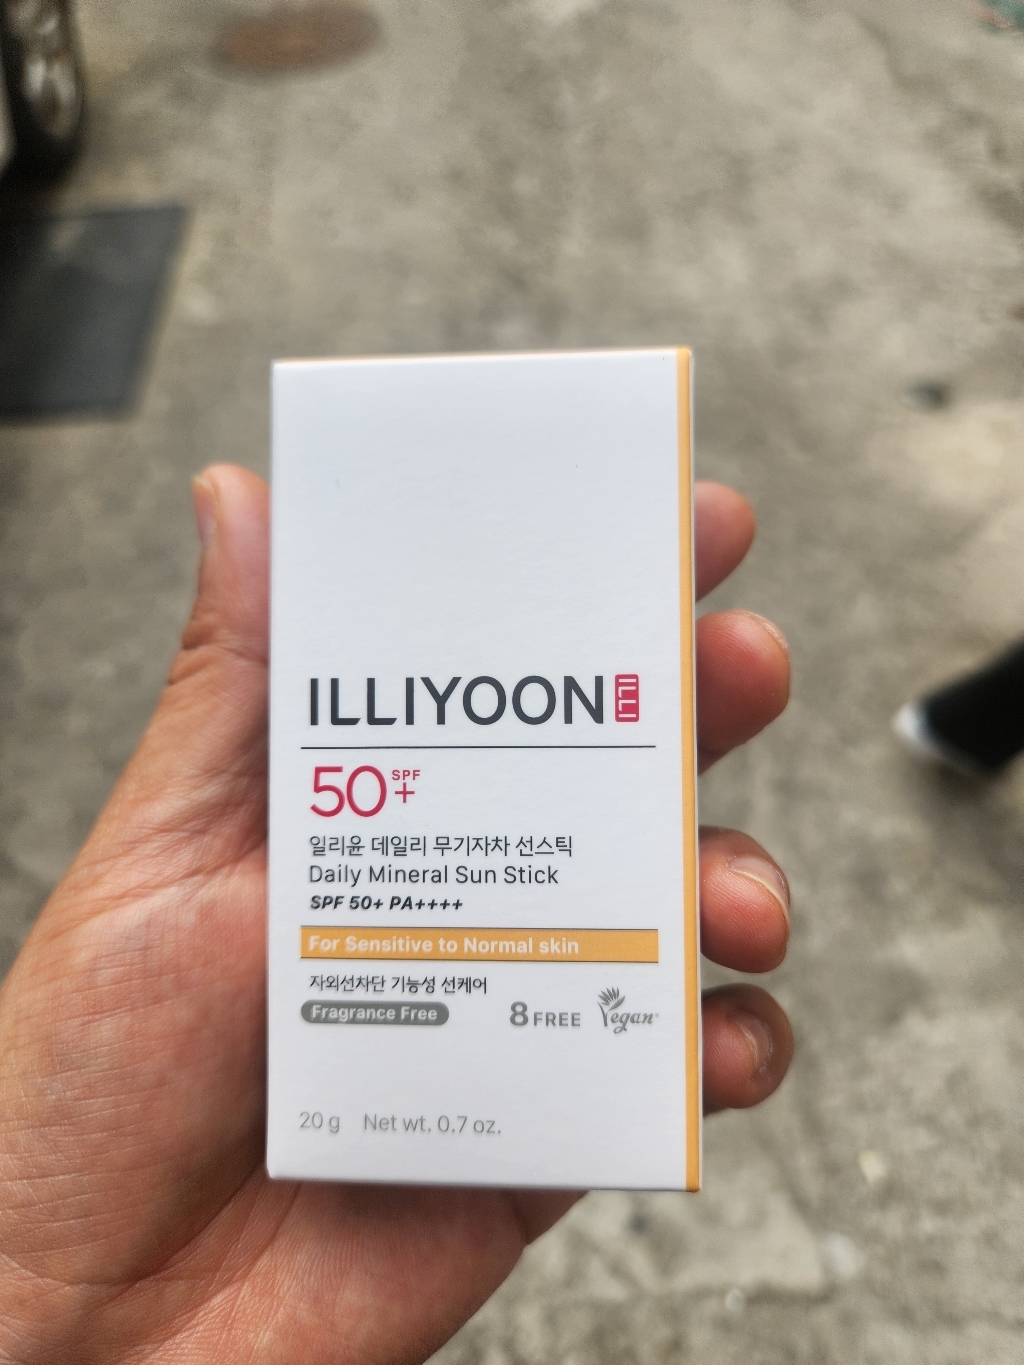 ILLIYOON ILLI
50 SPF +
일리윤 데일리 무기자차 선스틱
Daily Mineral Sun Stick
SPF 50+ PA++++
For Sensitive to Normal skin
자외선차단 기능성 선케어
Fragrance Free
8 FREE Vegan
20 g Net wt. 0.7 oz.